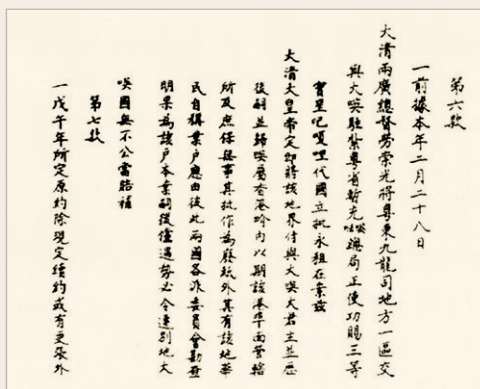 第六款
一前據本年二月二十八日
大清兩廣總督勞崇光將粵東九龍司地方一區交
與大𠸄駐紮粵省暫充𠸄𠵽總局正使功賜三等
寶星巴嗄哩代國立批永租在案茲
大清大皇帝定即將該地界付與大𠸄大君主並歷
後嗣並歸𠸄屬香港界內以期該港埠面管轄
所及庶保無事其批作為廢紙外其有該地華
民自稱業戶應由彼此兩國各派委員會勘查
明果為該戶本業嗣後倘遇勢必令遷別地大
𠸄國無不公當賠補
第七款
一戊午年所定原約除現定續約或有更張外